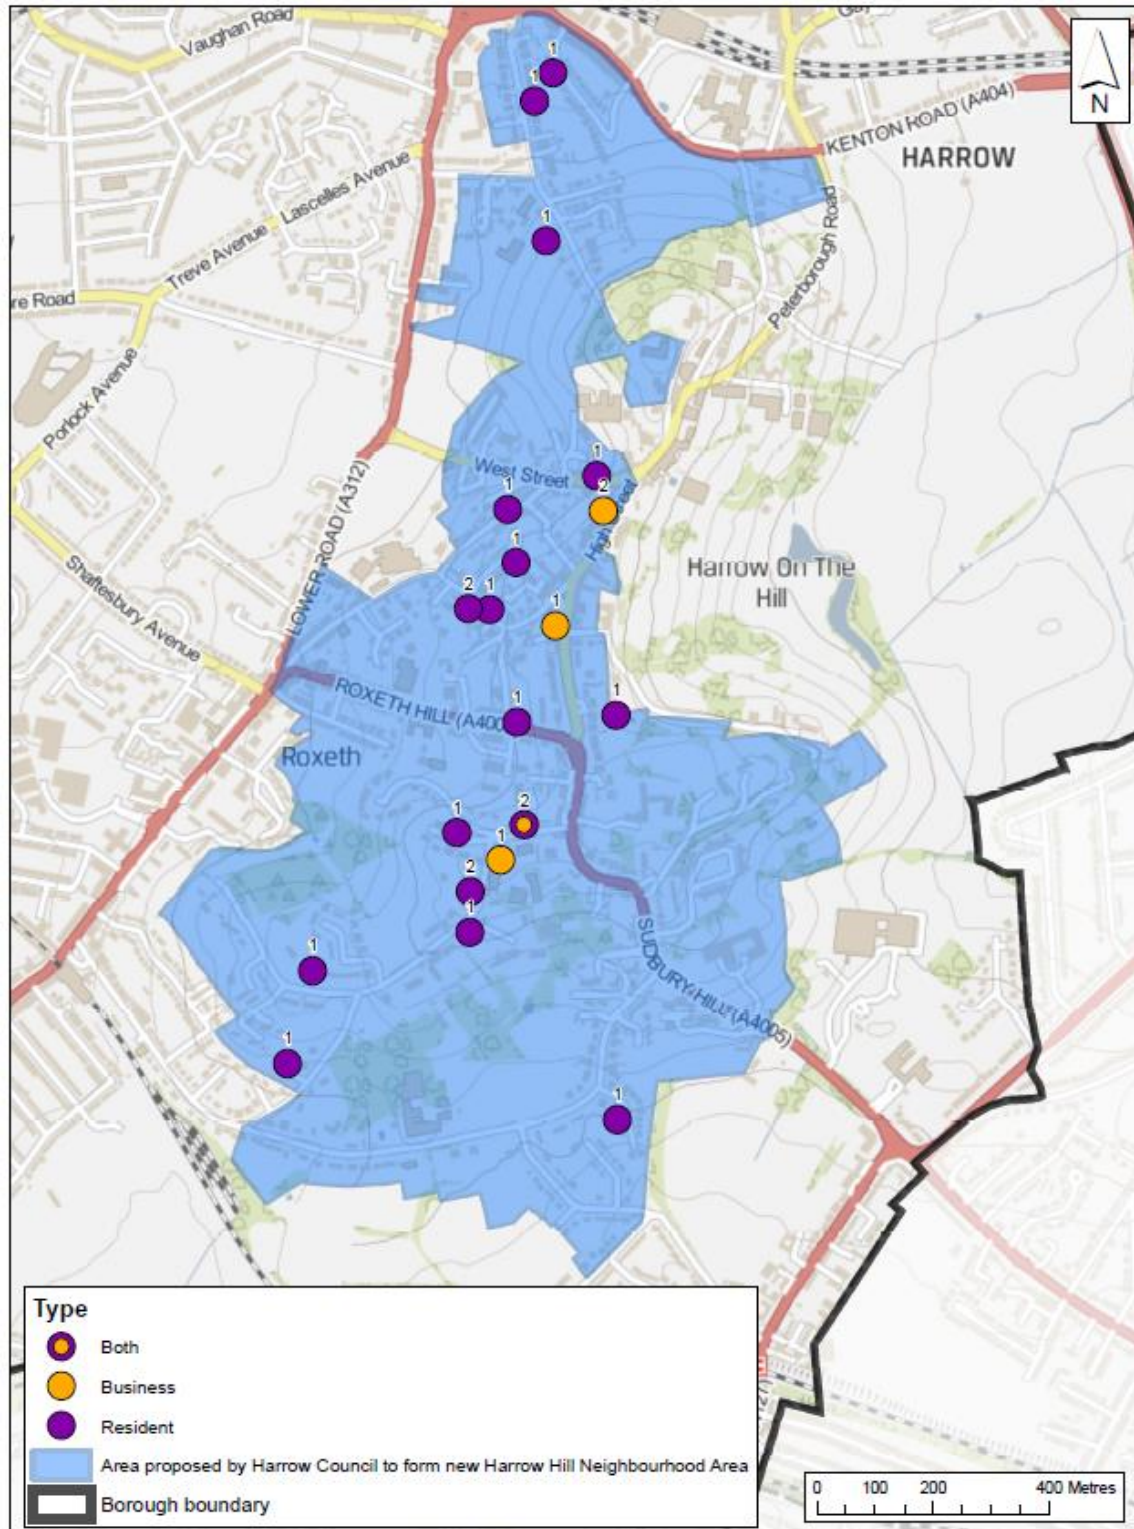 Vaughan Road
N
KENTON ROAD (A404)
HARROW
1
1
Lascelles Avenue
Treve Avenue
Peterborough Road
1
re Road
Porlock Avenue
West Street
1
2
1
High
eet
LOWER ROAD (A312)
1
Harrow On The
Hill
Shaftesbury Avenue
2
1
1
ROXETH HILL (A400
1
1
Roxeth
1
2
1
2
1
SUDBURY HILL (A4005)
1
1
1
Type
Both
Business
Resident
Area proposed by Harrow Council to form new Harrow Hill Neighbourhood Area
Borough boundary
0 100 200 400 Metres